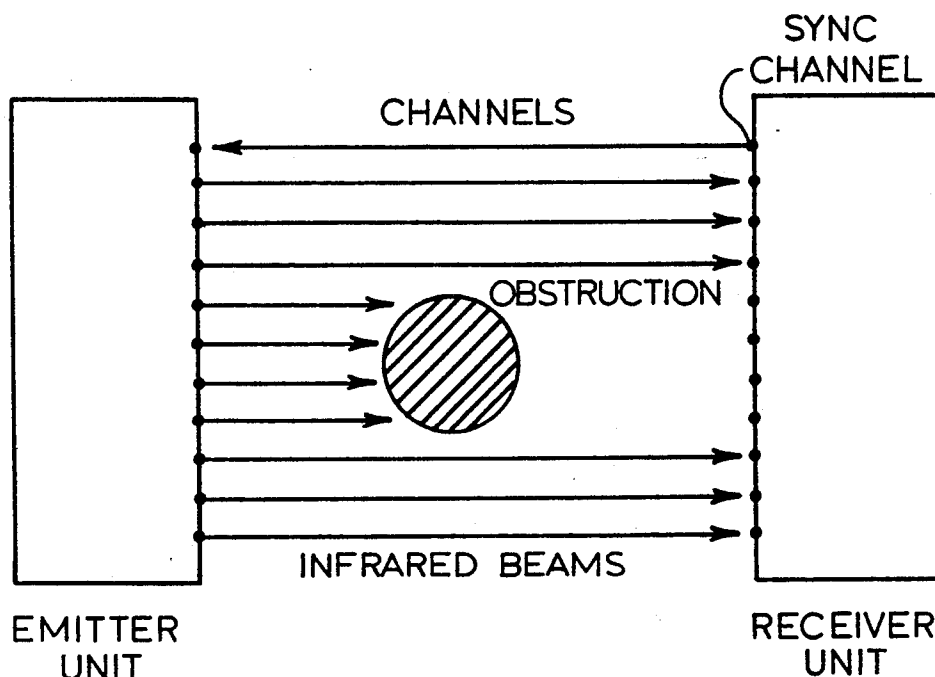 SYNC
CHANNEL
CHANNELS
OBSTRUCTION
INFRARED BEAMS
EMITTER
UNIT
RECEIVER
UNIT